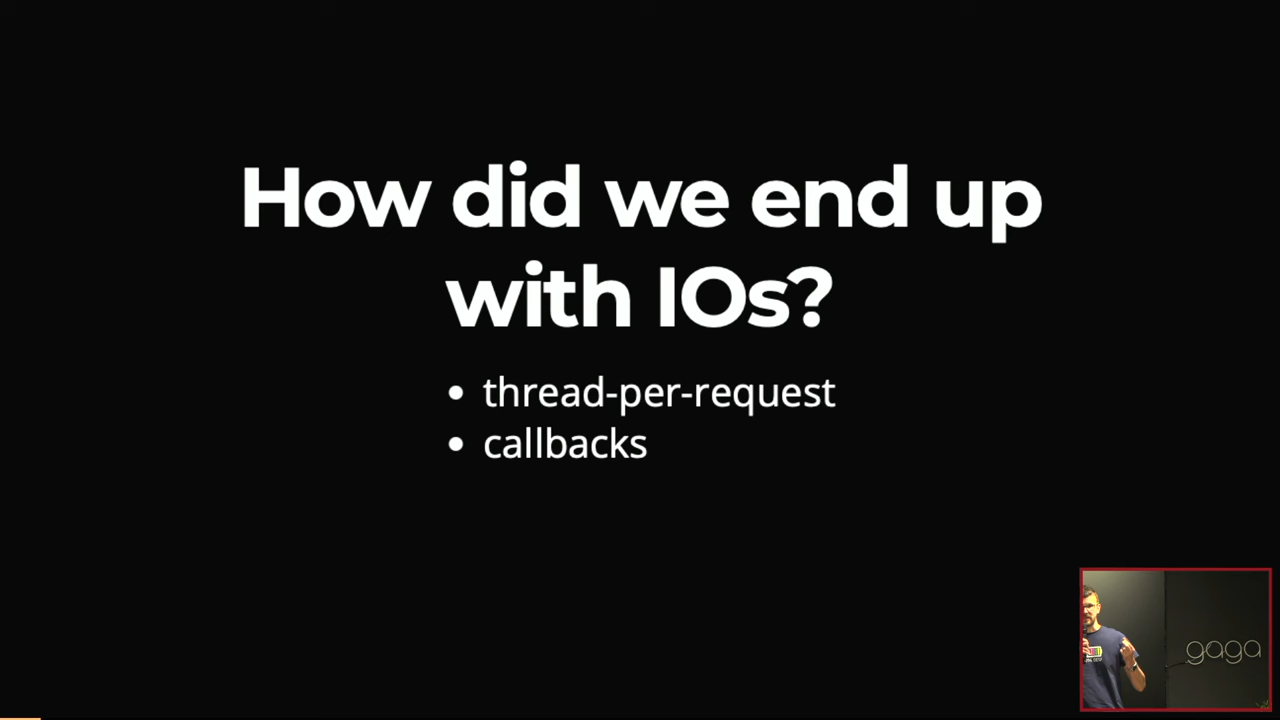 How did we end up
with IOs?
thread-per-request
callbacks
gaga